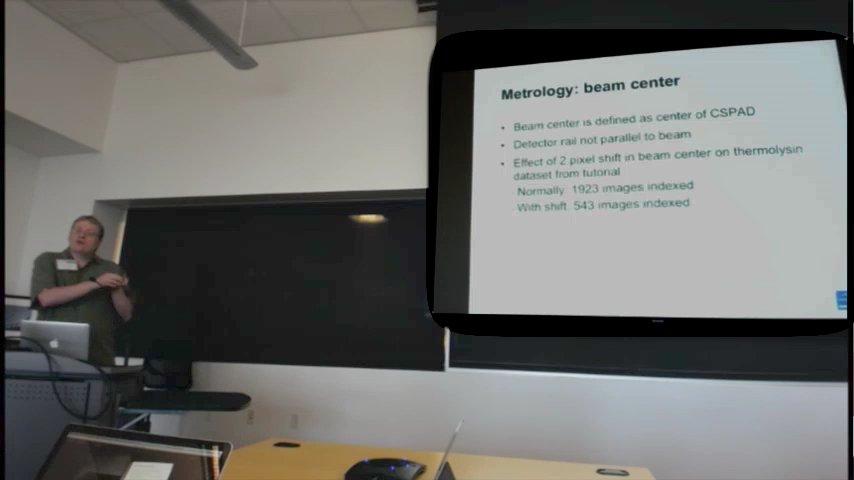 Metrology: beam center
• Beam center is defined as center of CSPAD
• Detector rail not parallel to beam
• Effect of 2 pixel shift in beam center on thermolysin
dataset from tutorial
Normally: 1923 images indexed
With shift: 543 images indexed